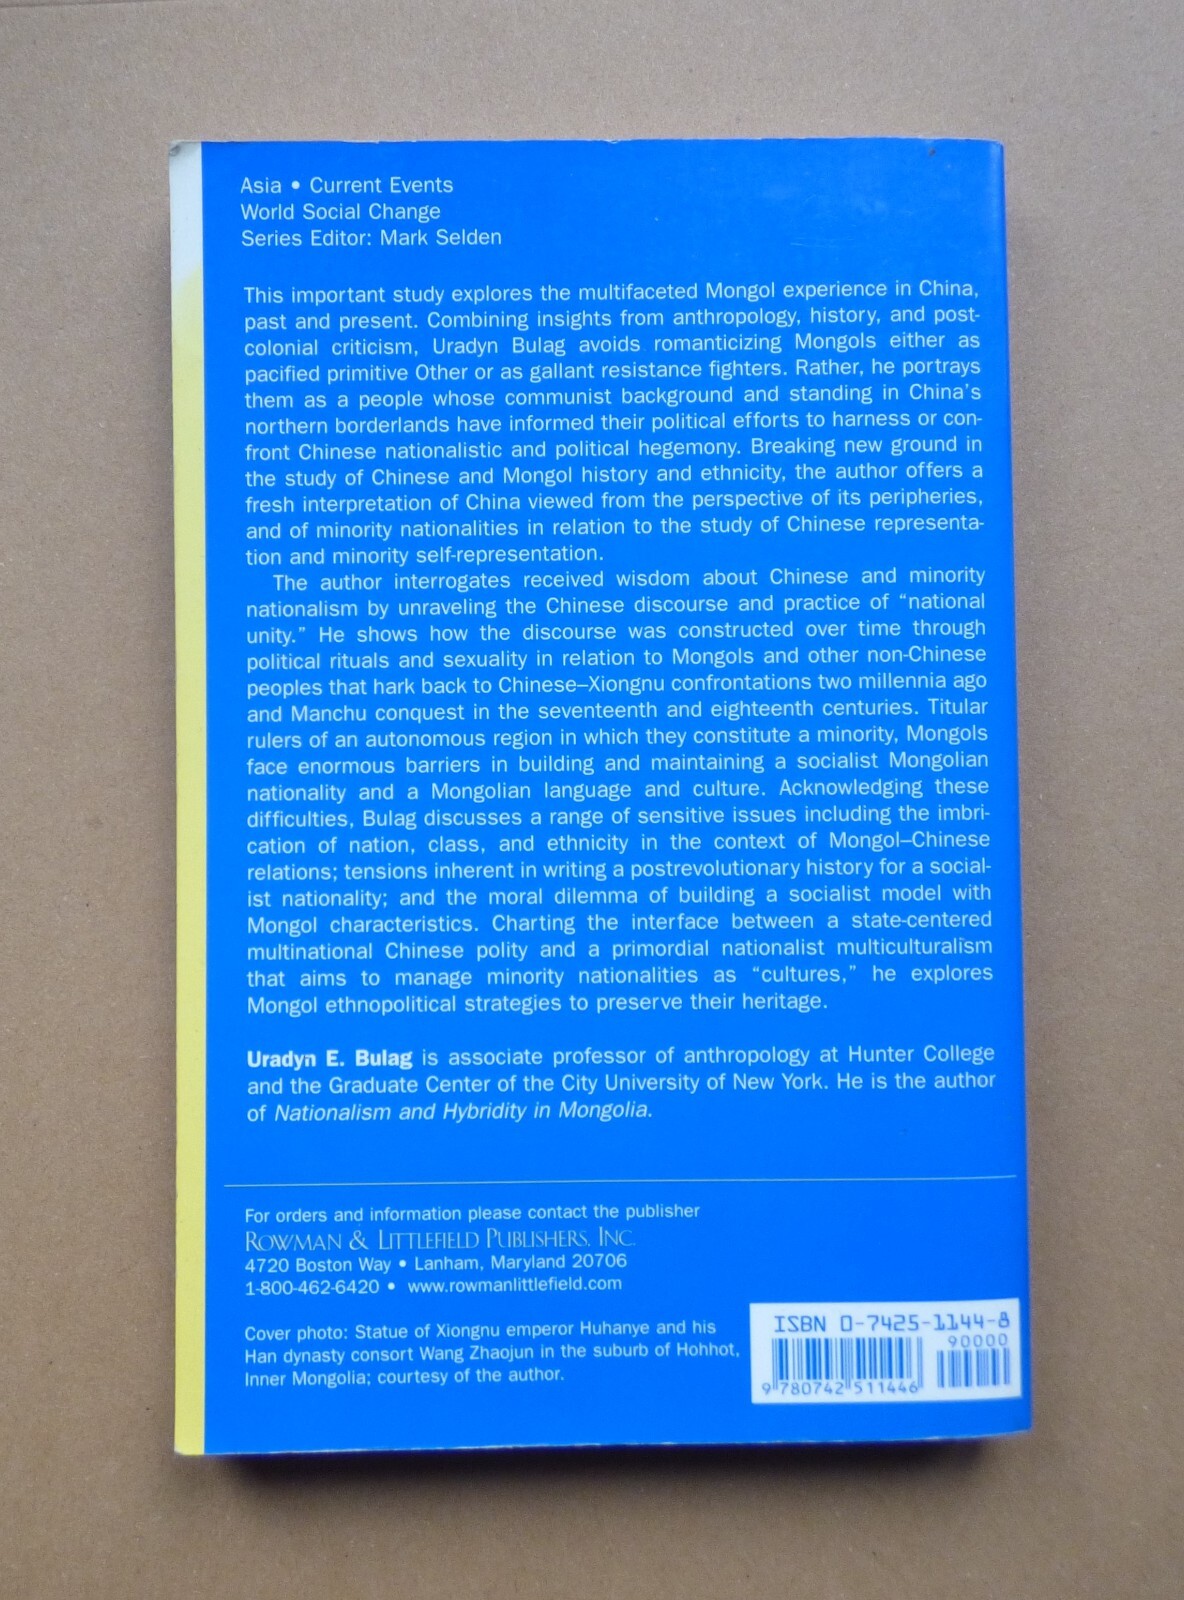 Asia • Current Events
World Social Change
Series Editor: Mark Selden
This important study explores the multifaceted Mongol experience in China,
past and present. Combining insights from anthropology, history, and post-
colonial criticism, Uradyn Bulag avoids romanticizing Mongols either as
pacified primitive Other or as gallant resistance fighters. Rather, he portrays
them as a people whose communist background and standing in China's
northern borderlands have informed their political efforts to harness or con-
front Chinese nationalistic and political hegemony. Breaking new ground in
the study of Chinese and Mongol history and ethnicity, the author offers a
fresh interpretation of China viewed from the perspective of its peripheries,
and of minority nationalities in relation to the study of Chinese representa-
tion and minority self-representation.
The author interrogates received wisdom about Chinese and minority
nationalism by unraveling the Chinese discourse and practice of “national
unity.” He shows how the discourse was constructed over time through
political rituals and sexuality in relation to Mongols and other non-Chinese
peoples that hark back to Chinese–Xiongnu confrontations two millennia ago
and Manchu conquest in the seventeenth and eighteenth centuries. Titular
rulers of an autonomous region in which they constitute a minority, Mongols
face enormous barriers in building and maintaining a socialist Mongolian
nationality and a Mongolian language and culture. Acknowledging these
difficulties, Bulag discusses a range of sensitive issues including the imbri-
cation of nation, class, and ethnicity in the context of Mongol–Chinese
relations; tensions inherent in writing a postrevolutionary history for a social-
ist nationality; and the moral dilemma of building a socialist model with
Mongol characteristics. Charting the interface between a state-centered
multinational Chinese polity and a primordial nationalist multiculturalism
that aims to manage minority nationalities as “cultures,” he explores
Mongol ethnopolitical strategies to preserve their heritage.
Uradyn E. Bulag is associate professor of anthropology at Hunter College
and the Graduate Center of the City University of New York. He is the author
of Nationalism and Hybridity in Mongolia.
For orders and information please contact the publisher
ROWMAN & LITTLEFIELD PUBLISHERS, INC.
4720 Boston Way • Lanham, Maryland 20706
1-800-462-6420 • www.rowmanlittlefield.com
Cover photo: Statue of Xiongnu emperor Huhanye and his
Han dynasty consort Wang Zhaojun in the suburb of Hohhot,
Inner Mongolia; courtesy of the author.
ISBN 0-7425-1144-8
90000
9 780742 511446